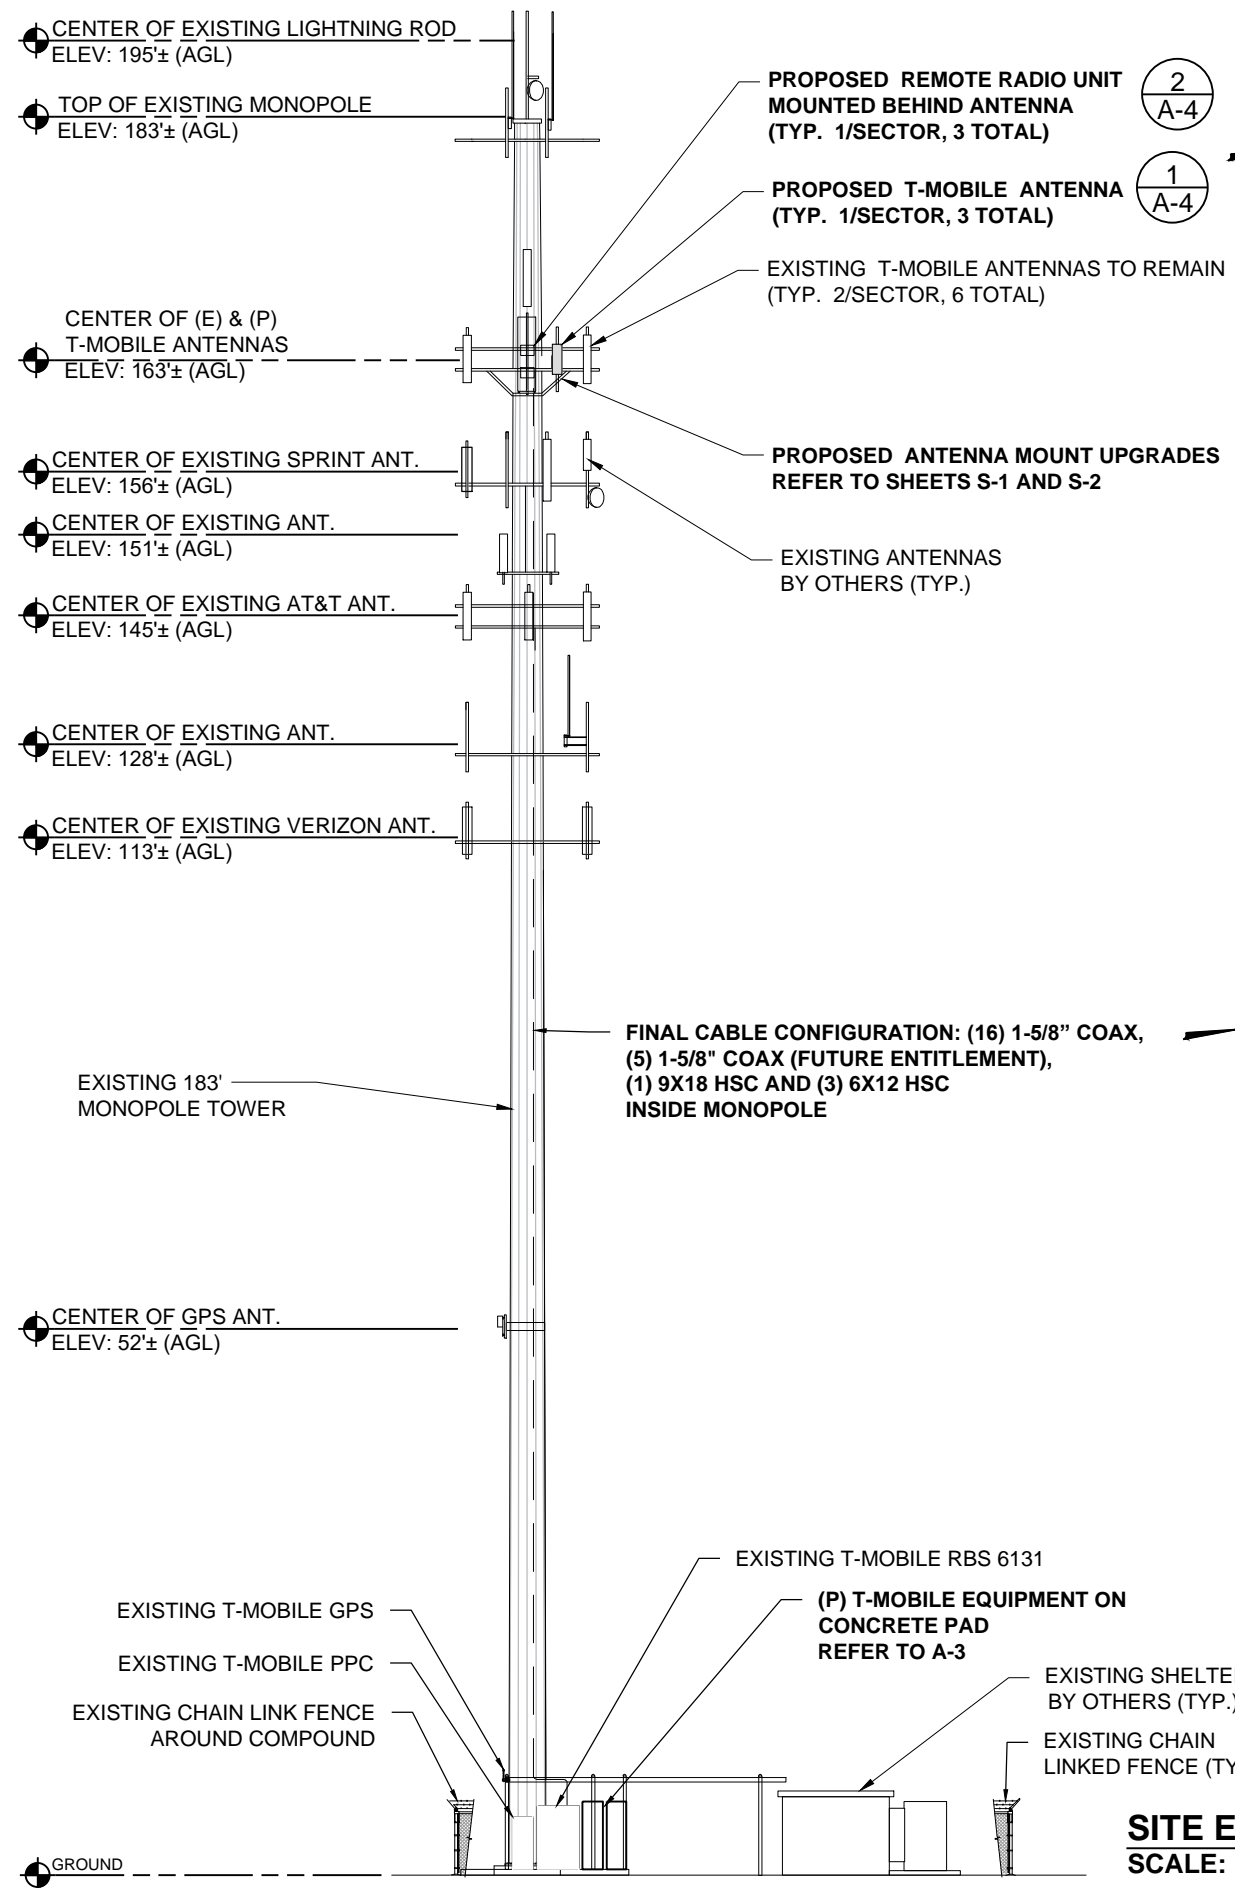 CENTER OF EXISTING LIGHTNING ROD
ELEV: 195'± (AGL)
TOP OF EXISTING MONOPOLE
ELEV: 183'± (AGL)
CENTER OF (E) & (P)
T-MOBILE ANTENNAS
ELEV: 163'± (AGL)
CENTER OF EXISTING SPRINT ANT.
ELEV: 156'± (AGL)
CENTER OF EXISTING ANT.
ELEV: 151'± (AGL)
CENTER OF EXISTING AT&T ANT.
ELEV: 145'± (AGL)
CENTER OF EXISTING ANT.
ELEV: 128'± (AGL)
CENTER OF EXISTING VERIZON ANT.
ELEV: 113'± (AGL)
EXISTING 183'
MONOPOLE TOWER
CENTER OF GPS ANT.
ELEV: 52'± (AGL)
EXISTING T-MOBILE GPS
EXISTING T-MOBILE PPC
EXISTING CHAIN LINK FENCE
AROUND COMPOUND
GROUND
PROPOSED REMOTE RADIO UNIT
MOUNTED BEHIND ANTENNA
(TYP. 1/SECTOR, 3 TOTAL)
2
A-4
PROPOSED T-MOBILE ANTENNA
(TYP. 1/SECTOR, 3 TOTAL)
1
A-4
EXISTING T-MOBILE ANTENNAS TO REMAIN
(TYP. 2/SECTOR, 6 TOTAL)
PROPOSED ANTENNA MOUNT UPGRADES
REFER TO SHEETS S-1 AND S-2
EXISTING ANTENNAS
BY OTHERS (TYP.)
FINAL CABLE CONFIGURATION: (16) 1-5/8” COAX,
(5) 1-5/8" COAX (FUTURE ENTITLEMENT),
(1) 9X18 HSC AND (3) 6X12 HSC
INSIDE MONOPOLE
EXISTING T-MOBILE RBS 6131
(P) T-MOBILE EQUIPMENT ON
CONCRETE PAD
REFER TO A-3
EXISTING
BY OTHERS (TYP.)
EXISTING CHAIN
LINKED FENCE
SITE
SCALE: